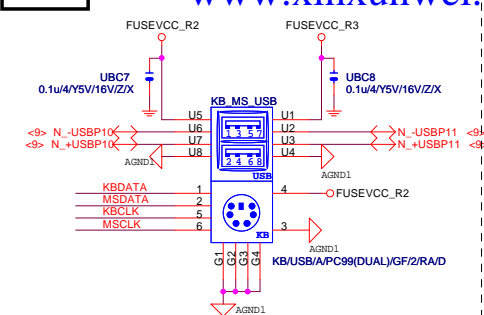 www.xinxunwei.
FUSEVCC_R2 FUSEVCC_R3
UBC7 UBC8
0.1u/4/Y5V/16V/Z/X 0.1u/4/Y5V/16V/Z/X
KB_MS_USB
U5 U1
<9> N_-USBP10 U6 U2 N_-USBP11 <9>
<9> N_+USBP10 U7 U3 N_+USBP11 <9>
U8 U4
1 3 5 7
2 4 6 8
AGND1 AGND1
USB
KBDATA 1 4 FUSEVCC_R2
MSDATA 2
KBCLK 5
MSCLK 6 3
KB
AGND1
G1 G2 G3 G4
KB/USB/A/PC99(DUAL)/GF/2/RA/D
AGND1